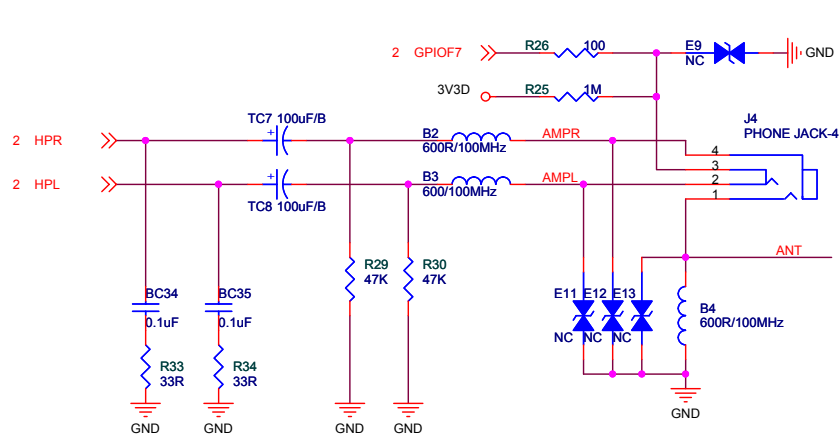 2 GPIOF7
R26 100
E9
NC
GND
3V3D
R25 1M
J4
PHONE JACK-4
TC7 100uF/B
+
2 HPR
B2
600R/100MHz
AMPR
4
3
2 HPL
+
B3
600/100MHz
AMPL
2
1
TC8 100uF/B
ANT
R29
47K
R30
47K
BC34
0.1uF
BC35
0.1uF
E11 E12 E13
NC NC NC
B4
600R/100MHz
R33
33R
R34
33R
GND
GND
GND
GND
GND